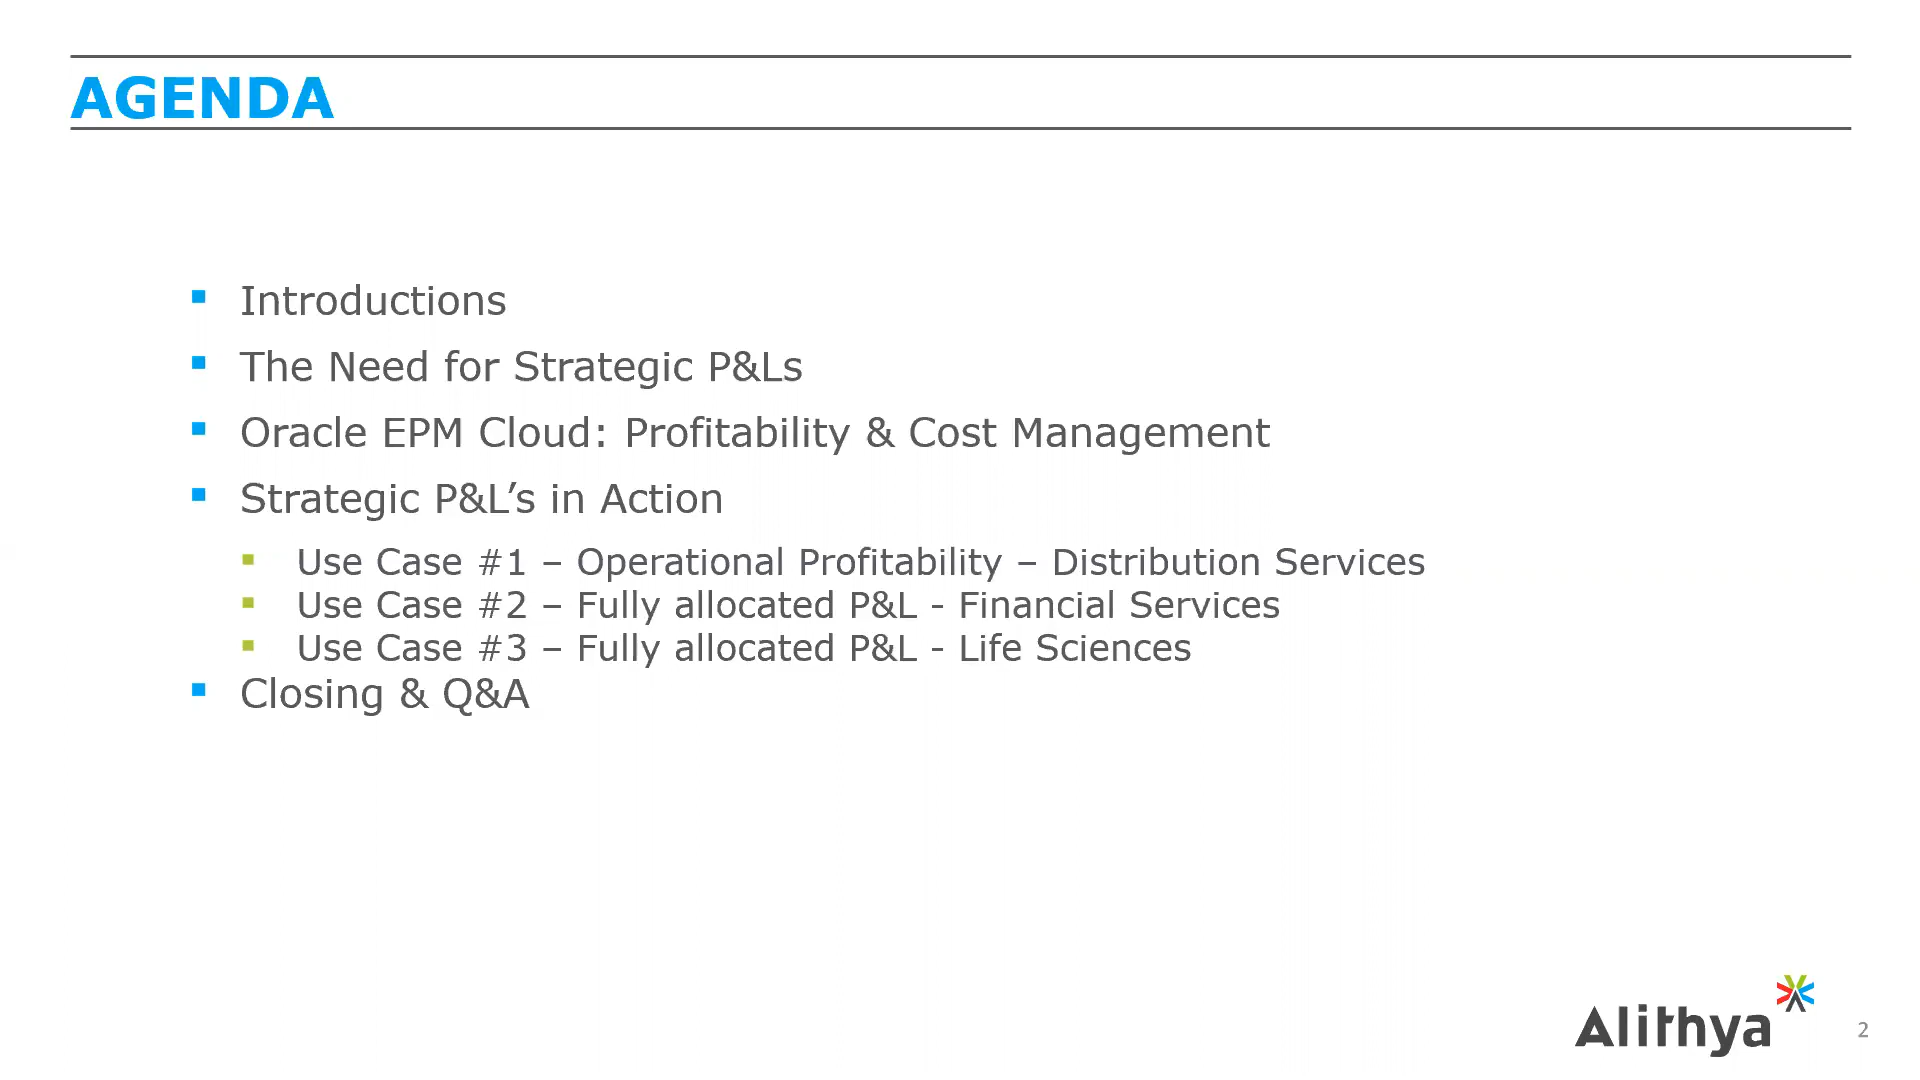 AGENDA
Introductions
The Need for Strategic P&Ls
Oracle EPM Cloud: Profitability & Cost Management
Strategic P&L’s in Action
Use Case #1 – Operational Profitability – Distribution Services
Use Case #2 – Fully allocated P&L - Financial Services
Use Case #3 – Fully allocated P&L - Life Sciences
Closing & Q&A
Alithya
2